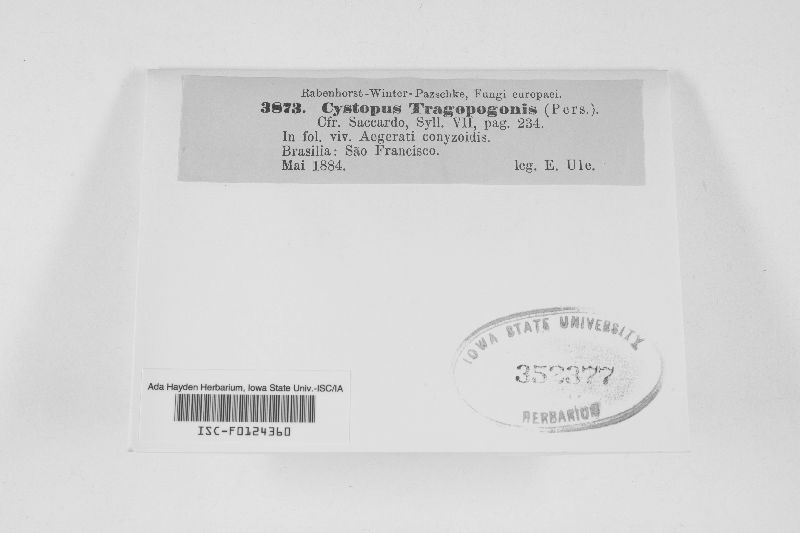 Rabenhorst-Winter-Pazschke, Fungi europaei.
3873. Cystopus Tragopogonis (Pers.).
Cfr. Saccardo, Syll. VII, pag. 234.
In fol. viv. Aegerati conyzoidis.
Brasilia: São Francisco.
Mai 1884. leg. E. Ule.
IOWA STATE UNIVERSITY
HERBARIUM
Ada Hayden Herbarium, Iowa State Univ.-ISC/IA
ISC-F0124360